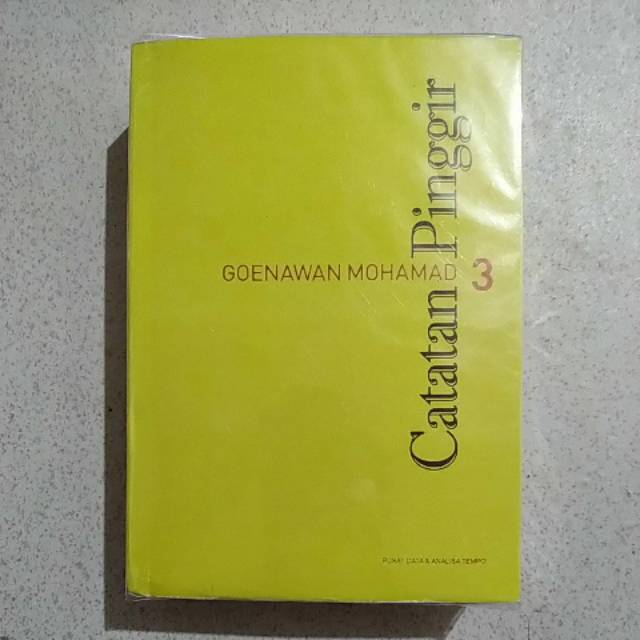 Catatan Pinggir
GOENAWAN MOHAMAD 3
PUSAT DATA & ANALISA TEMPO